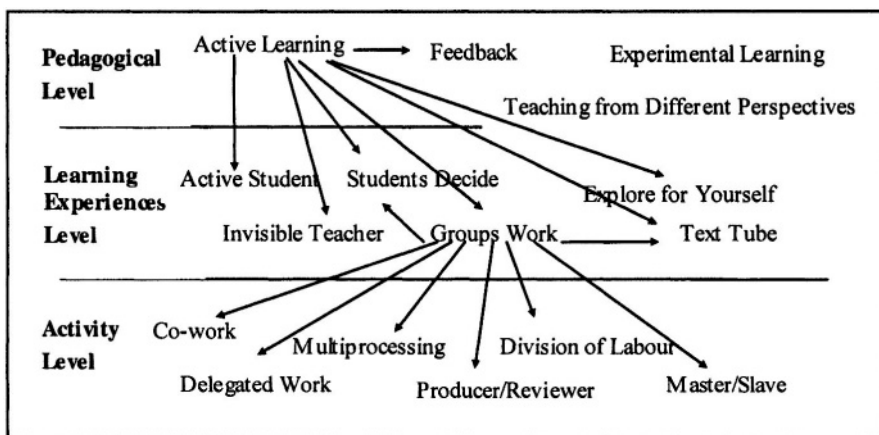 Active Learning
Feedback
Experimental Learning
Pedagogical
Level
Teaching from Different Perspectives
Learning
Experiences
Level
Active Student
Students Decide
Explore for Yourself
Invisible Teacher
Groups Work
Text Tube
Activity
Level
Co-work
Multiprocessing
Division of Labour
Delegated Work
Producer/Reviewer
Master/Slave